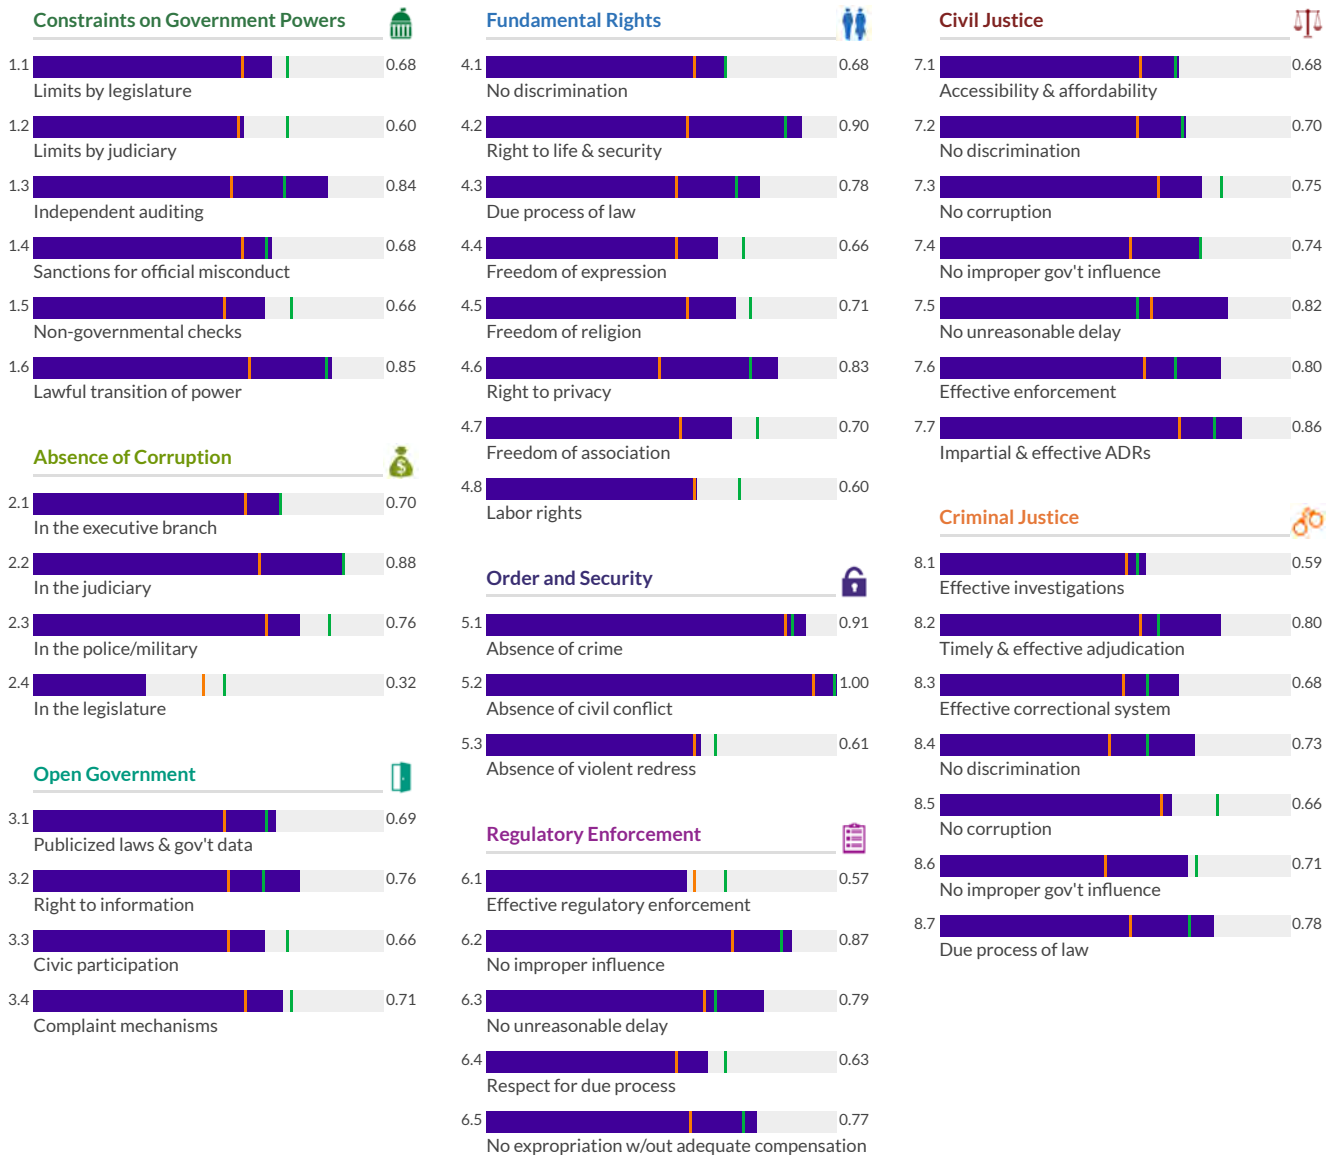 Constraints on Government Powers
1.1 0.68
Limits by legislature
1.2 0.60
Limits by judiciary
1.3 0.84
Independent auditing
1.4 0.68
Sanctions for official misconduct
1.5 0.66
Non-governmental checks
1.6 0.85
Lawful transition of power
Absence of Corruption
2.1 0.70
In the executive branch
2.2 0.88
In the judiciary
2.3 0.76
In the police/military
2.4 0.32
In the legislature
Open Government
3.1 0.69
Publicized laws & gov't data
3.2 0.76
Right to information
3.3 0.66
Civic participation
3.4 0.71
Complaint mechanisms
Fundamental Rights
4.1 0.68
No discrimination
4.2 0.90
Right to life & security
4.3 0.78
Due process of law
4.4 0.66
Freedom of expression
4.5 0.71
Freedom of religion
4.6 0.83
Right to privacy
4.7 0.70
Freedom of association
4.8 0.60
Labor rights
Order and Security
5.1 0.91
Absence of crime
5.2 1.00
Absence of civil conflict
5.3 0.61
Absence of violent redress
Regulatory Enforcement
6.1 0.57
Effective regulatory enforcement
6.2 0.87
No improper influence
6.3 0.79
No unreasonable delay
6.4 0.63
Respect for due process
6.5 0.77
No expropriation w/out adequate compensation
Civil Justice
7.1 0.68
Accessibility & affordability
7.2 0.70
No discrimination
7.3 0.75
No corruption
7.4 0.74
No improper gov't influence
7.5 0.82
No unreasonable delay
7.6 0.80
Effective enforcement
7.7 0.86
Impartial & effective ADRs
Criminal Justice
8.1 0.59
Effective investigations
8.2 0.80
Timely & effective adjudication
8.3 0.68
Effective correctional system
8.4 0.73
No discrimination
8.5 0.66
No corruption
8.6 0.71
No improper gov't influence
8.7 0.78
Due process of law